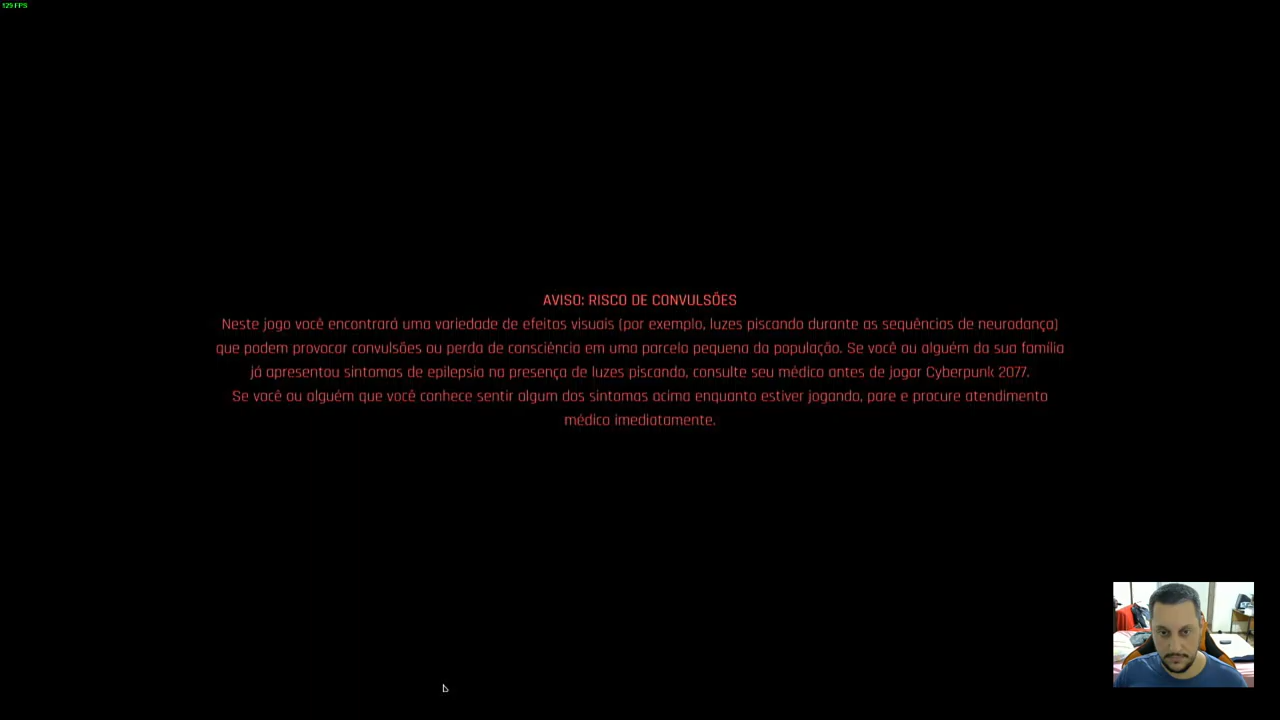 129 FPS
AVISO: RISCO DE CONVULSÕES
Neste jogo você encontrará uma variedade de efeitos visuais (por exemplo, luzes piscando durante as sequências de neurodança)
que podem provocar convulsões ou perda de consciência em uma parcela pequena da população. Se você ou alguém da sua família
já apresentou sintomas de epilepsia na presença de luzes piscando, consulte seu médico antes de jogar Cyberpunk 2077.
Se você ou alguém que você conhece sentir algum dos sintomas acima enquanto estiver jogando, pare e procure atendimento
médico imediatamente.